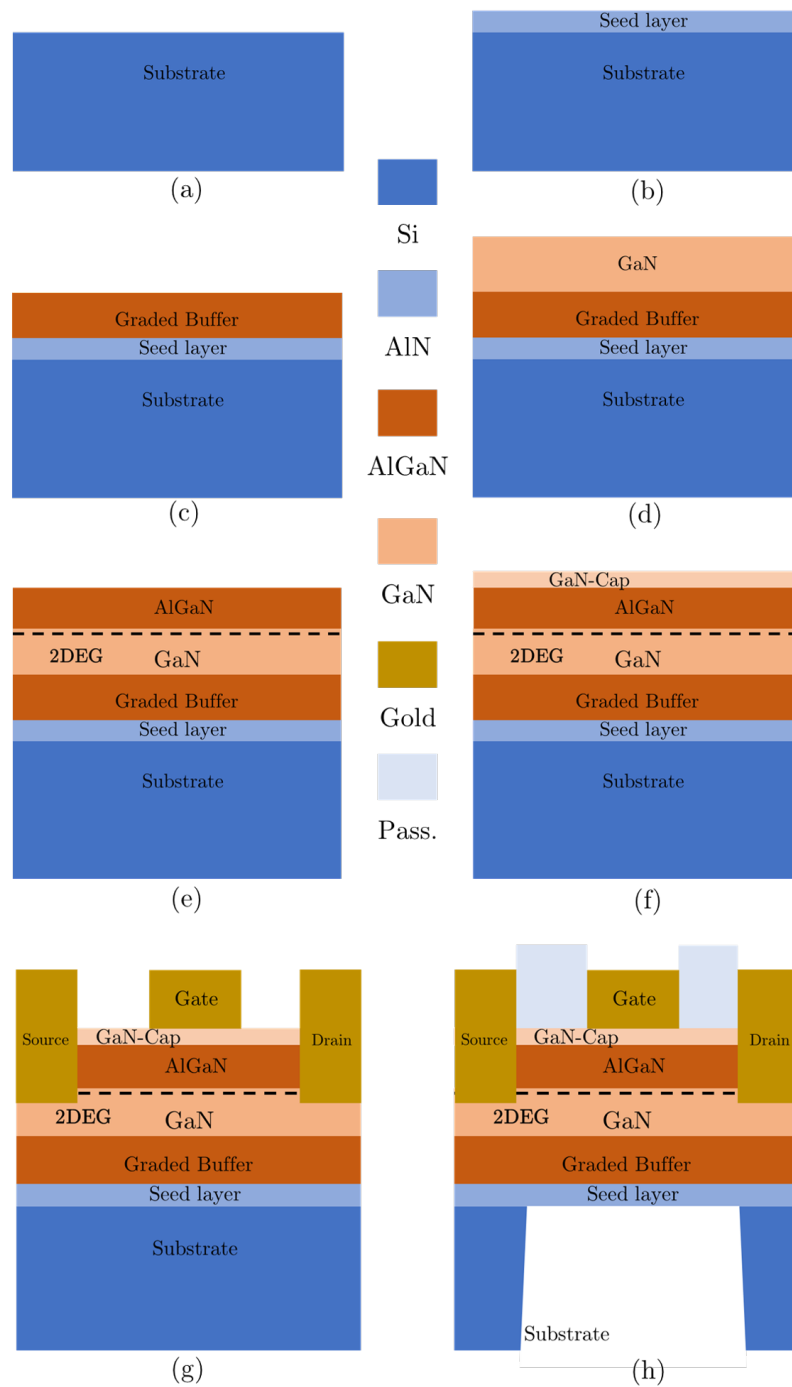 Substrate
(a)
Seed layer
Substrate
(b)
Si
AlN
AlGaN
GaN
Gold
Pass.
Graded Buffer
Seed layer
Substrate
(c)
GaN
Graded Buffer
Seed layer
Substrate
(d)
AlGaN
2DEG
GaN
Graded Buffer
Seed layer
Substrate
(e)
GaN-Cap
AlGaN
2DEG
GaN
Graded Buffer
Seed layer
Substrate
(f)
Gate
Source
GaN-Cap
Drain
AlGaN
2DEG
GaN
Graded Buffer
Seed layer
Substrate
(g)
Gate
Source
GaN-Cap
Drain
AlGaN
2DEG
GaN
Graded Buffer
Seed layer
Substrate
(h)